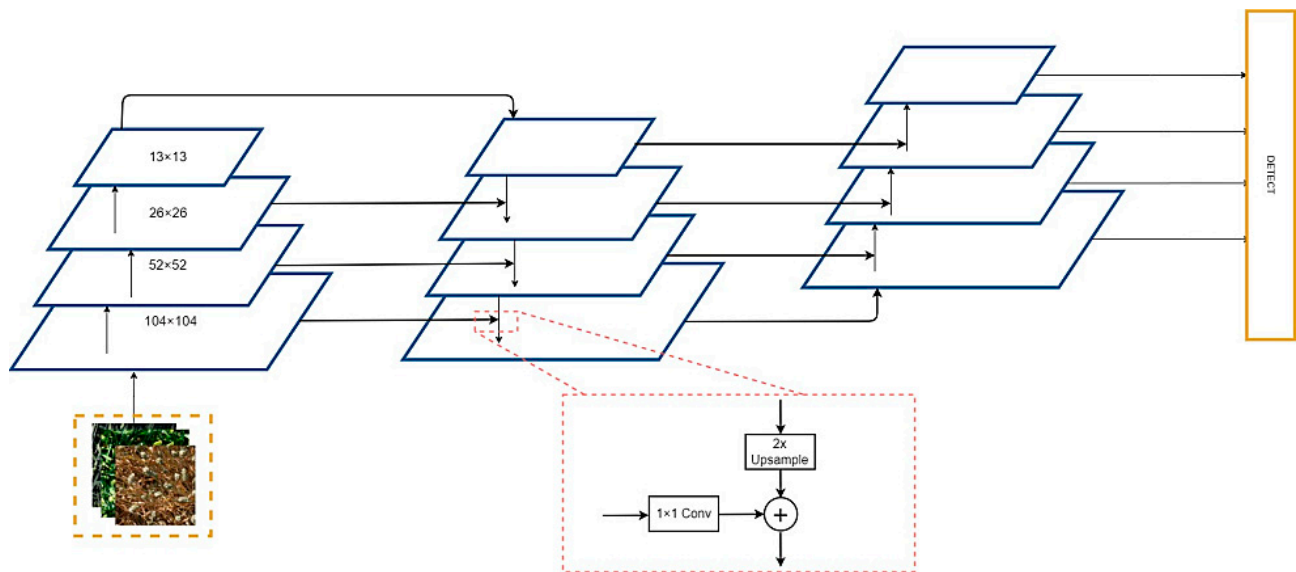 13×13
26×26
52×52
104×104
DETECT
2x
Upsample
1×1 Conv
+